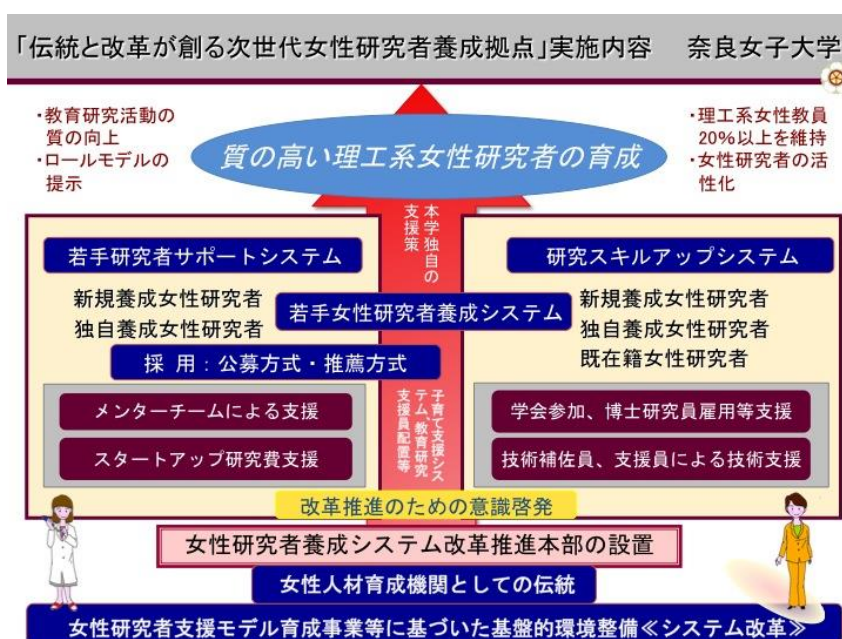 「伝統と改革が創る次世代女性研究者養成拠点」実施内容　奈良女子大学
・教育研究活動の
質の向上
・ロールモデルの
提示
質の高い理工系女性研究者の育成
・理工系女性教員
20%以上を維持
・女性研究者の活
性化
本学独自の
支援策
若手研究者サポートシステム
新規養成女性研究者
独自養成女性研究者
若手女性研究者養成システム
採 用：公募方式・推薦方式
メンターチームによる支援
スタートアップ研究費支援
研究スキルアップシステム
新規養成女性研究者
独自養成女性研究者
既在籍女性研究者
学会参加、博士研究員雇用等支援
技術補佐員、支援員による技術支援
子育て支援シス
テム、教育研究
支援員配置等
改革推進のための意識啓発
女性研究者養成システム改革推進本部の設置
女性人材育成機関としての伝統
女性研究者支援モデル育成事業等に基づいた基盤的環境整備≪システム改革≫